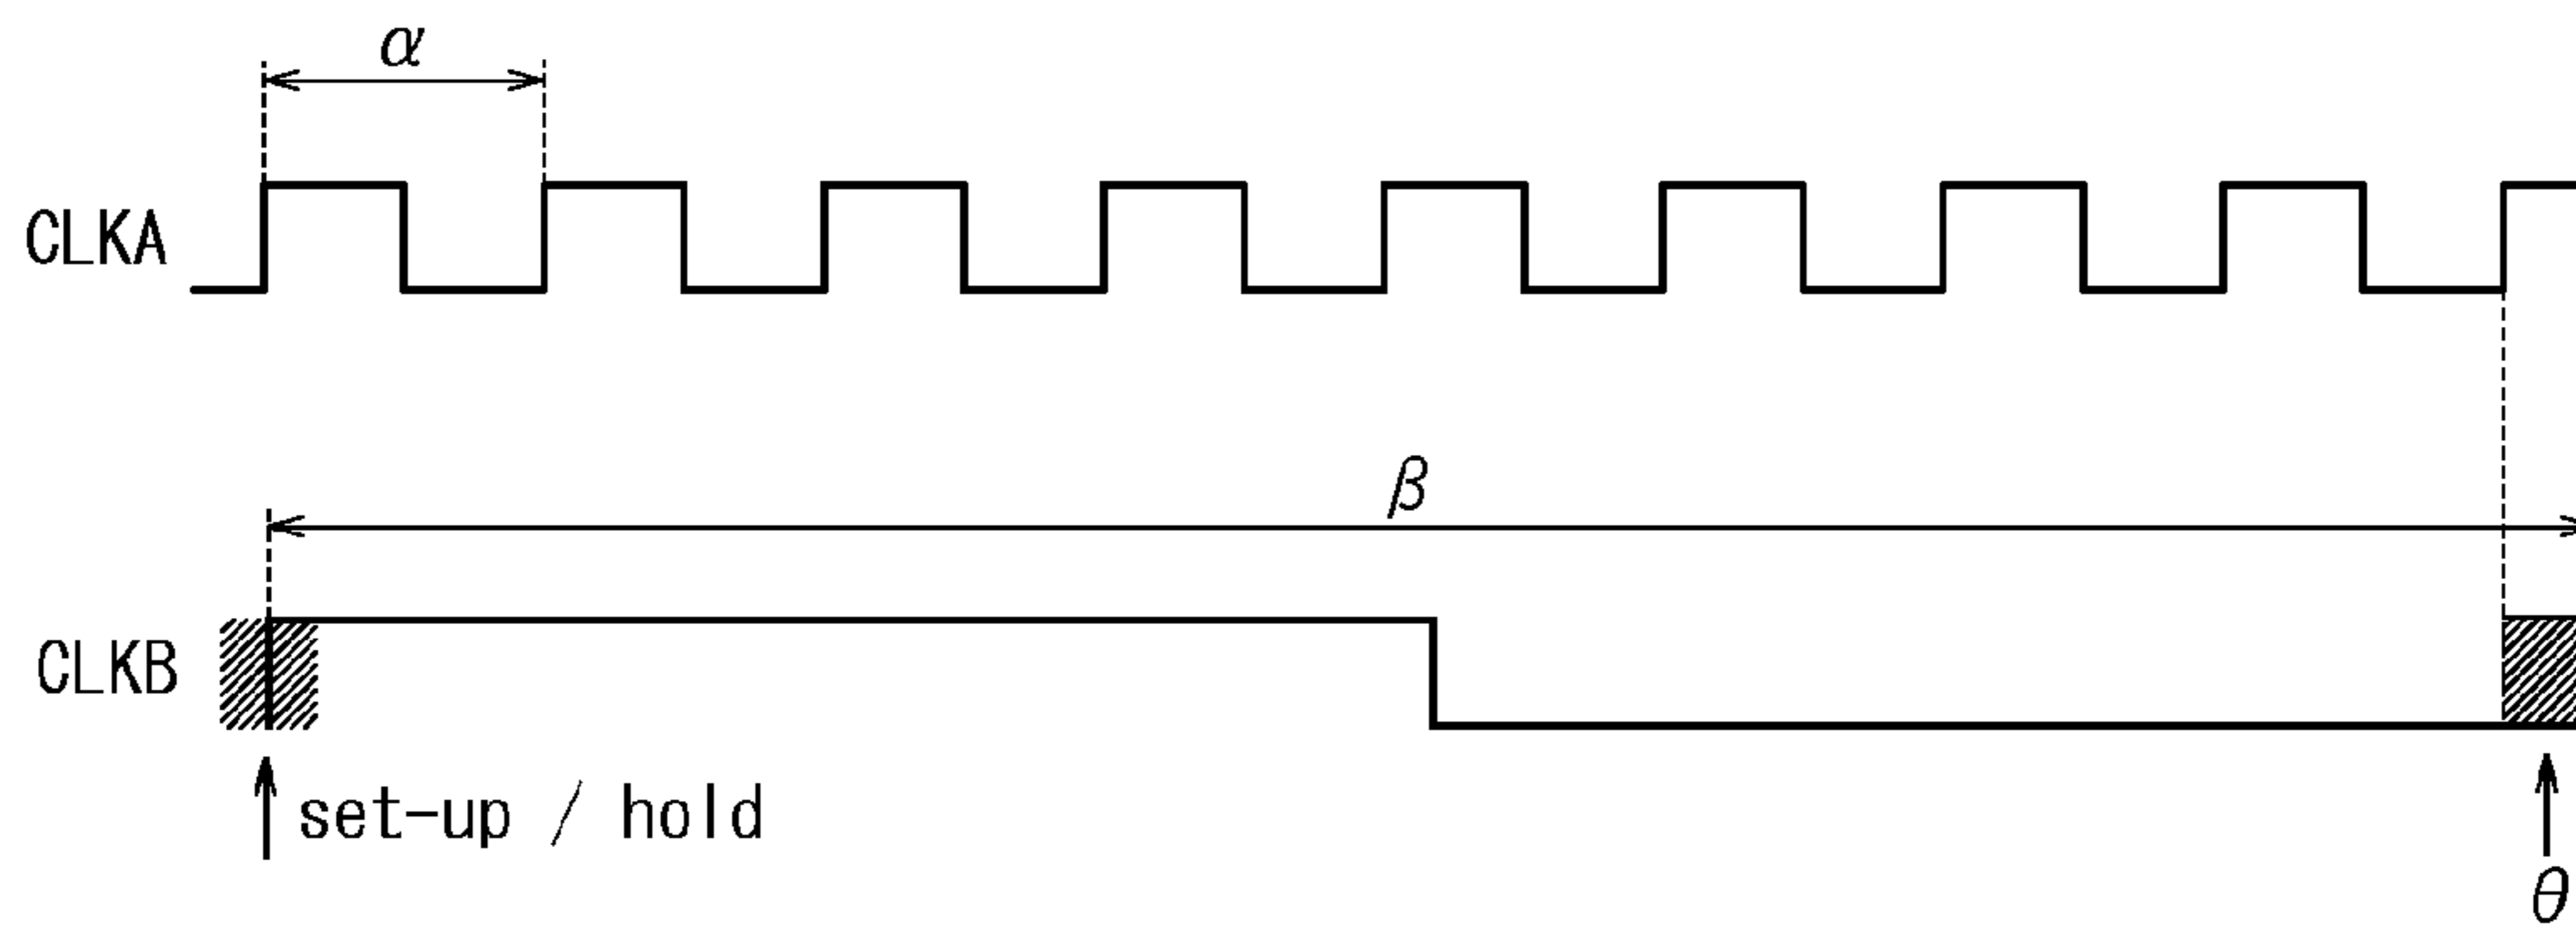 α
CLKA
β
CLKB
set-up / hold
θ